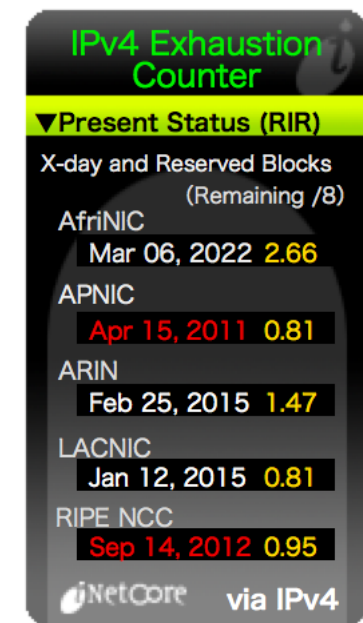 IPv4 Exhaustion
Counter
▼Present Status (RIR)
X-day and Reserved Blocks
(Remaining /8)
AfriNIC
Mar 06, 2022 2.66
APNIC
Apr 15, 2011 0.81
ARIN
Feb 25, 2015 1.47
LACNIC
Jan 12, 2015 0.81
RIPE NCC
Sep 14, 2012 0.95
iNetCore via IPv4